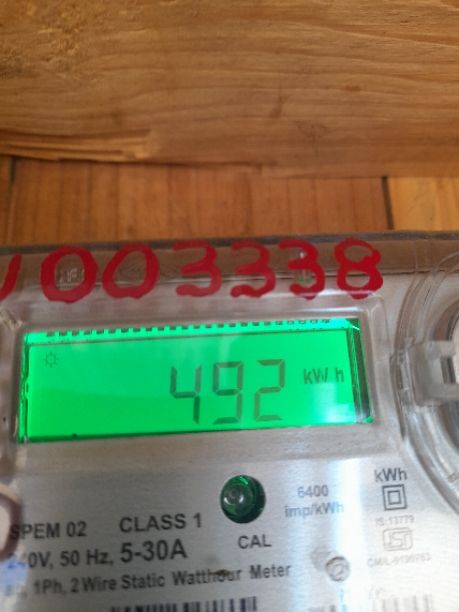 003338
492 kWh
6400
imp/kWh
kWh
IS 13779
SPEM 02 CLASS 1
CAL
0V, 50 Hz, 5-30A
1Ph, 2 Wire Static Watthour Meter